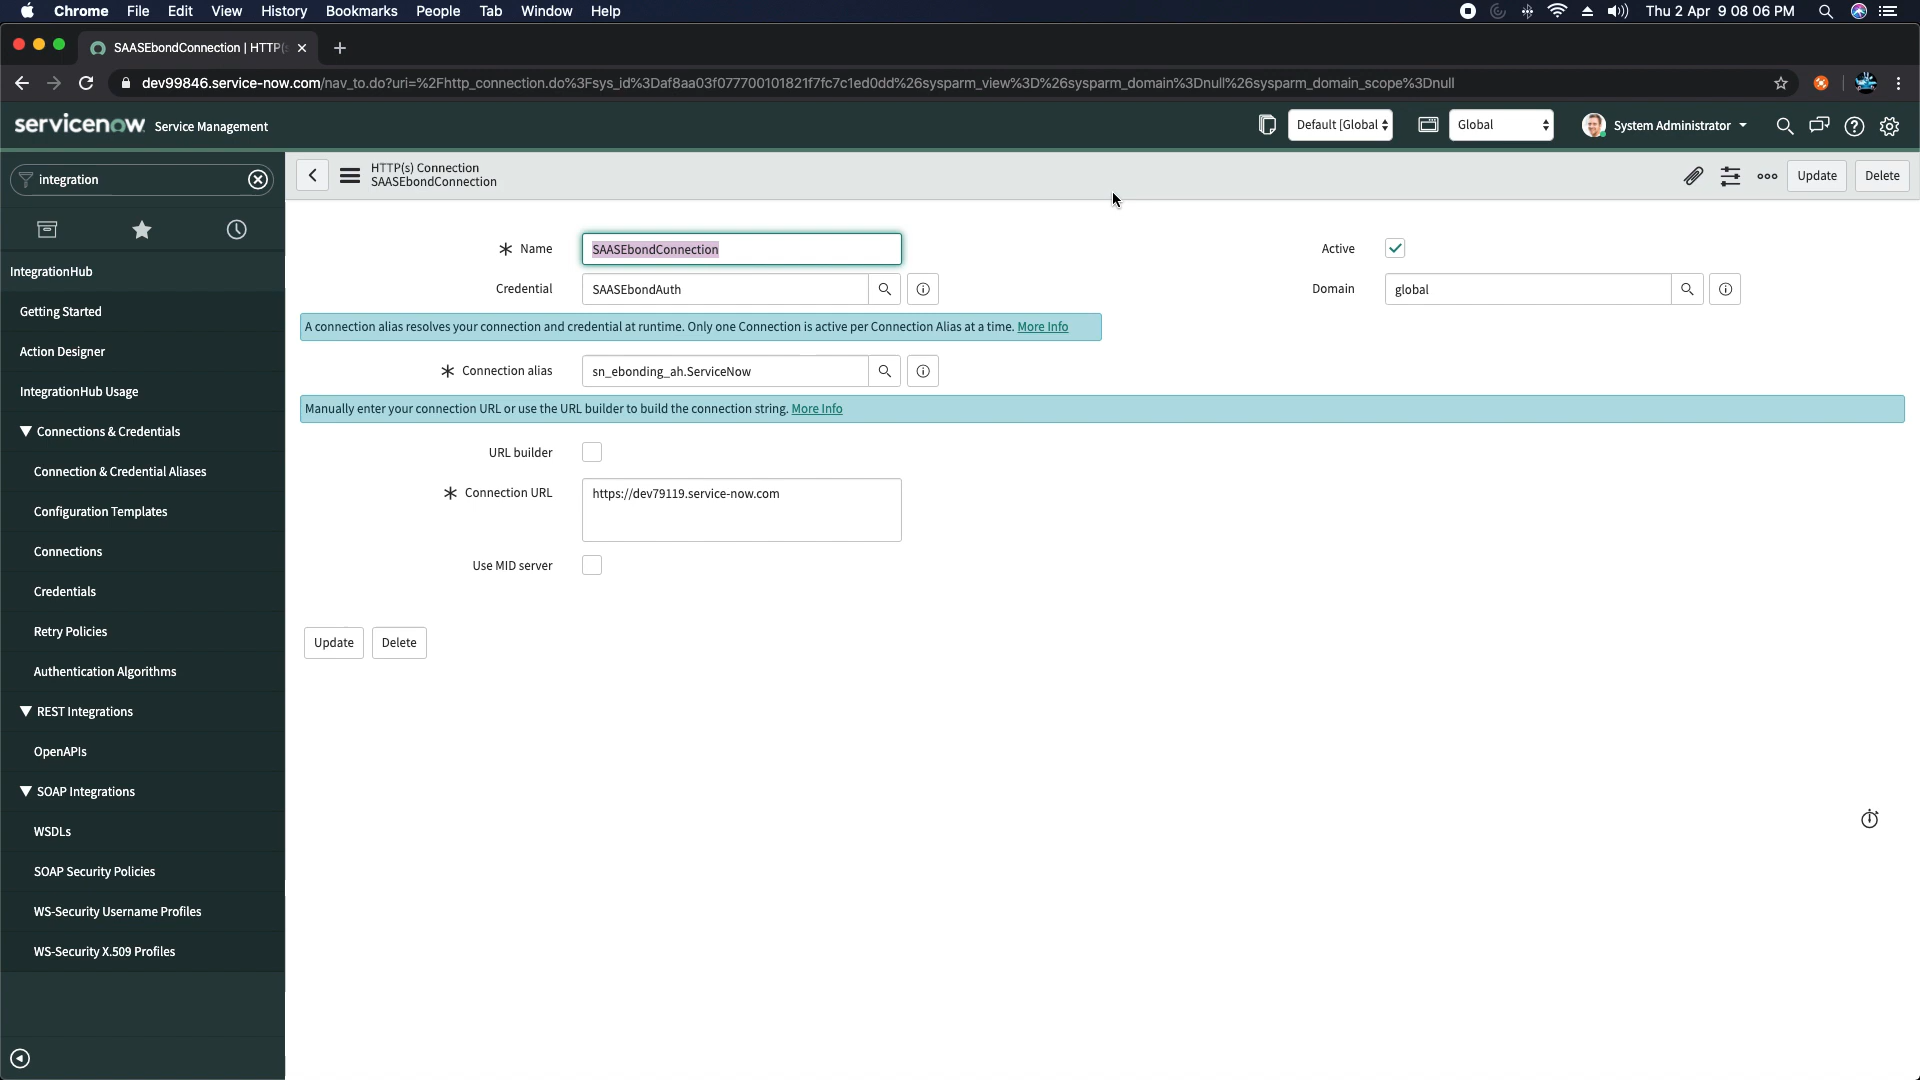 Chrome File Edit View History Bookmarks People Tab Window Help Thu 2 Apr 9 08 06 PM
SAASEbondConnection | HTTP(s
dev99846.service-now.com/nav_to.do?uri=%2Fhttp_connection.do%3Fsys_id%3Daf8aa03f077700101821f7fc7c1ed0dd%26sysparm_view%3D%26sysparm_domain%3Dnull%26sysparm_domain_scope%3Dnull
servicenow Service Management Default [Global Global System Administrator
integration
HTTP(s) Connection
SAASEbondConnection
Update Delete
IntegrationHub
Getting Started
Action Designer
IntegrationHub Usage
Connections & Credentials
Connection & Credential Aliases
Configuration Templates
Connections
Credentials
Retry Policies
Authentication Algorithms
REST Integrations
OpenAPIs
SOAP Integrations
WSDLs
SOAP Security Policies
WS-Security Username Profiles
WS-Security X.509 Profiles
Name SAASEbondConnection Active
Credential SAASEbondAuth Domain global
A connection alias resolves your connection and credential at runtime. Only one Connection is active per Connection Alias at a time. More Info
Connection alias sn_ebonding_ah.ServiceNow
Manually enter your connection URL or use the URL builder to build the connection string. More Info
URL builder
Connection URL https://dev79119.service-now.com
Use MID server
Update Delete